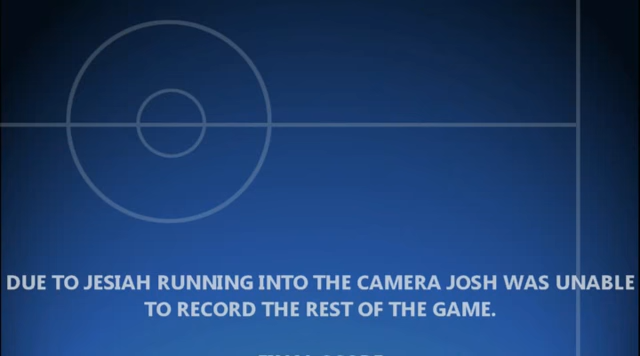 DUE TO JESIAH RUNNING INTO THE CAMERA JOSH WAS UNABLE
TO RECORD THE REST OF THE GAME.